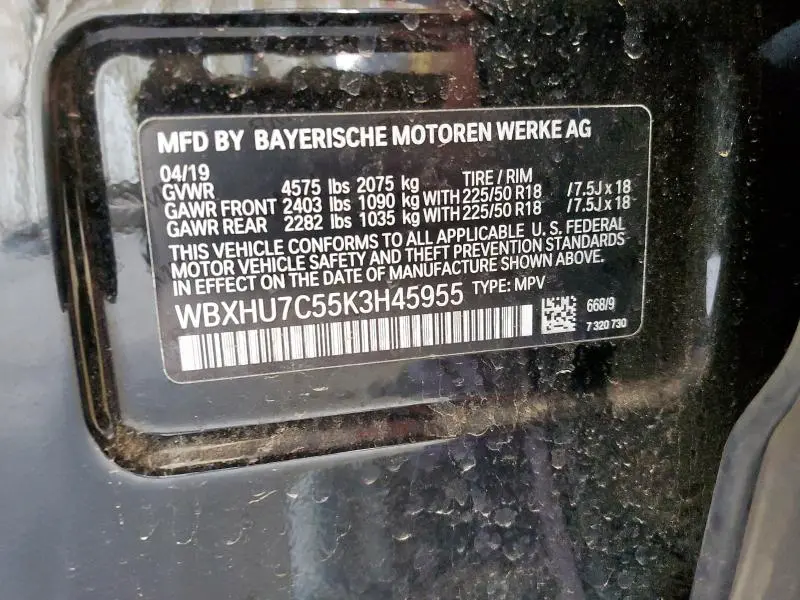 MFD BY BAYERISCHE MOTOREN WERKE AG
04/19 TIRE / RIM
GVWR 4575 lbs 2075 kg
GAWR FRONT 2403 lbs 1090 kg WITH 225/50 R18 /7.5J x 18
GAWR REAR 2282 lbs 1035 kg WITH 225/50 R18 /7.5J x 18
THIS VEHICLE CONFORMS TO ALL APPLICABLE U. S. FEDERAL
MOTOR VEHICLE SAFETY AND THEFT PREVENTION STANDARDS
IN EFFECT ON THE DATE OF MANUFACTURE SHOWN ABOVE.
WBXHU7C55K3H45955 TYPE: MPV
668/9
7 320 730